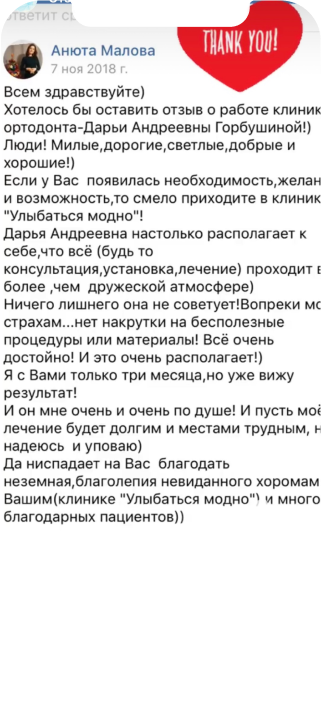 ответит
THANK YOU!
Анюта Малова
7 ноя 2018 г.
Всем здравствуйте)
Хотелось бы оставить отзыв о работе клиник
ортодонта-Дарьи Андреевны Горбушиной!)
Люди! Милые,дорогие,светлые,добрые и
хорошие!)
Если у Вас появилась необходимость,желан
и возможность,то смело приходите в клиник
"Улыбаться модно"!
Дарья Андреевна настолько располагает к
себе,что всё (будь то
консультация,установка,лечение) проходит в
более ,чем дружеской атмосфере)
Ничего лишнего она не советует!Вопреки мо
страхам...нет накрутки на бесполезные
процедуры или материалы! Всё очень
достойно! И это очень располагает!)
Я с Вами только три месяца,но уже вижу
результат!
И он мне очень и очень по душе! И пусть моё
лечение будет долгим и местами трудным, н
надеюсь и уповаю)
Да ниспадает на Вас благодать
неземная,благолепия невиданного хоромам
Вашим(клинике "Улыбаться модно") и много
благодарных пациентов))